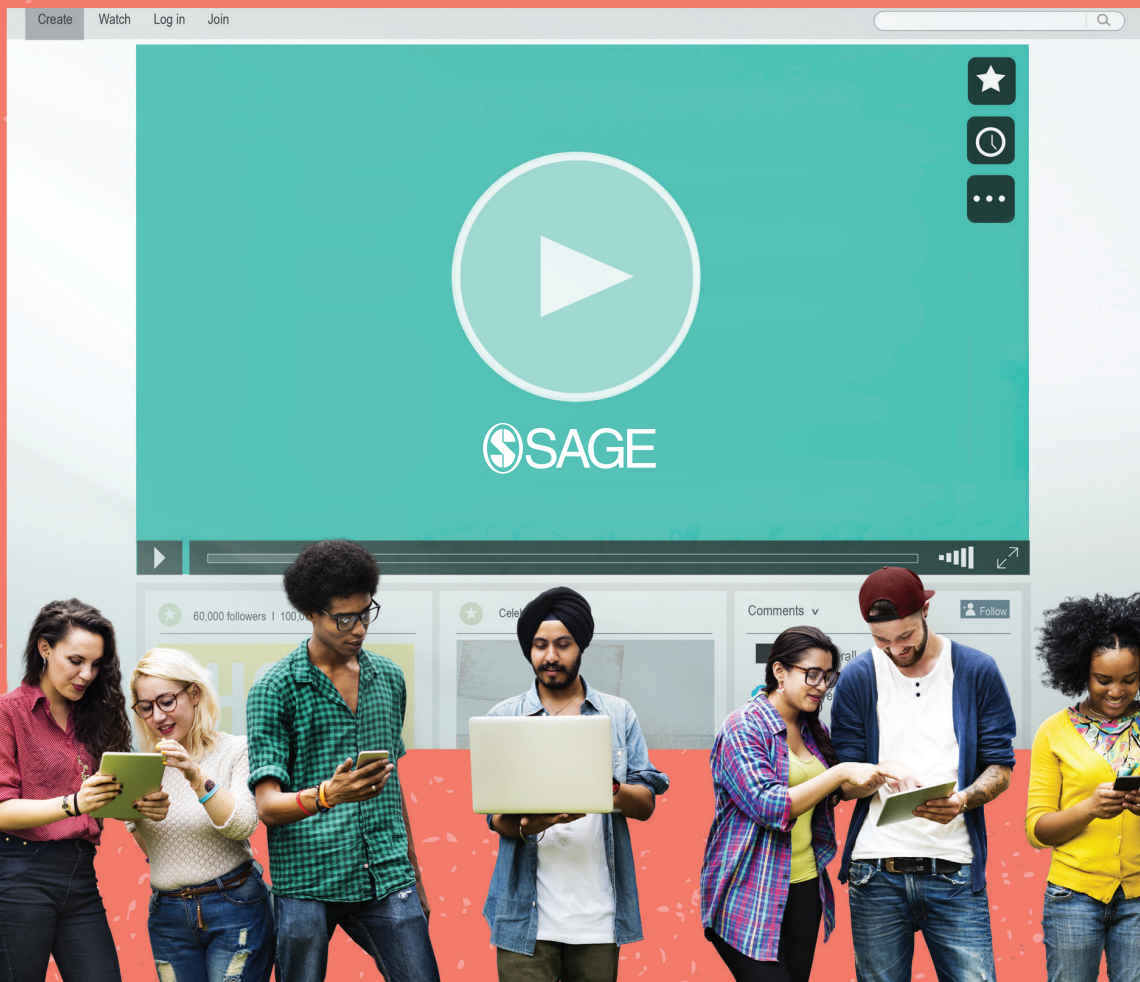 Create Watch Log in Join
SAGE
60,000 followers I 100,0
Comments v
Follow